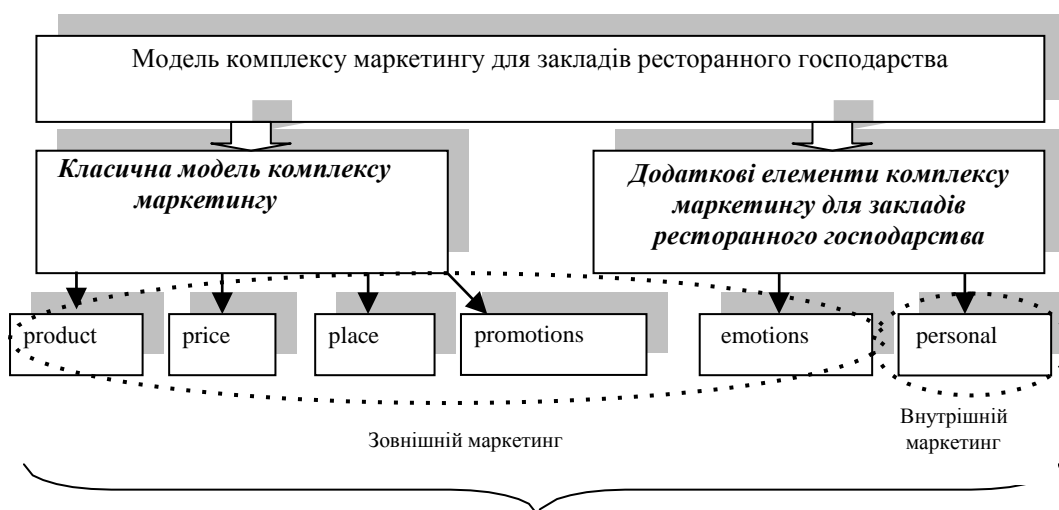 Модель комплексу маркетингу для закладів ресторанного господарства
Класична модель комплексу
маркетингу
Додаткові елементи комплексу
маркетингу для закладів
ресторанного господарства
product
price
place
promotions
emotions
personal
Зовнішній маркетинг
Внутрішній
маркетинг